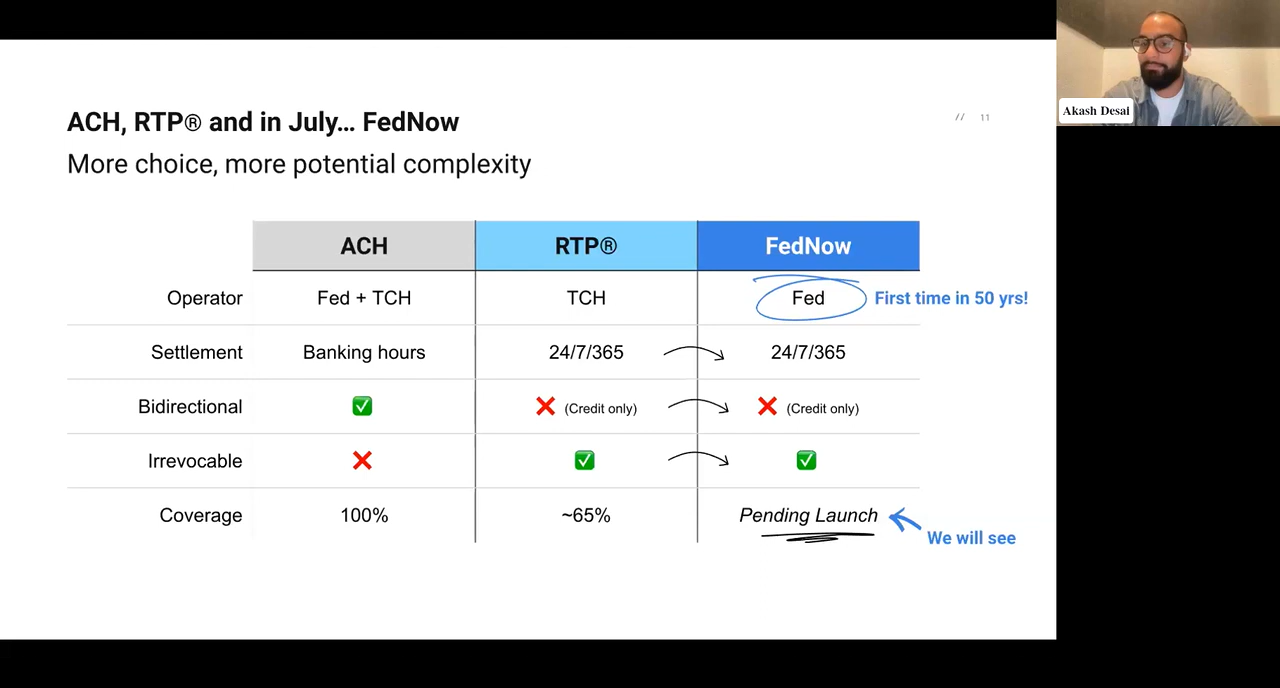 Akash Desai
ACH, RTP® and in July... FedNow
// 11
More choice, more potential complexity
ACH RTP® FedNow
Operator Fed + TCH TCH Fed First time in 50 yrs!
Settlement Banking hours 24/7/365 24/7/365
Bidirectional ✅ ❌ (Credit only) ❌ (Credit only)
Irrevocable ❌ ✅ ✅
Coverage 100% ~65% Pending Launch
We will see